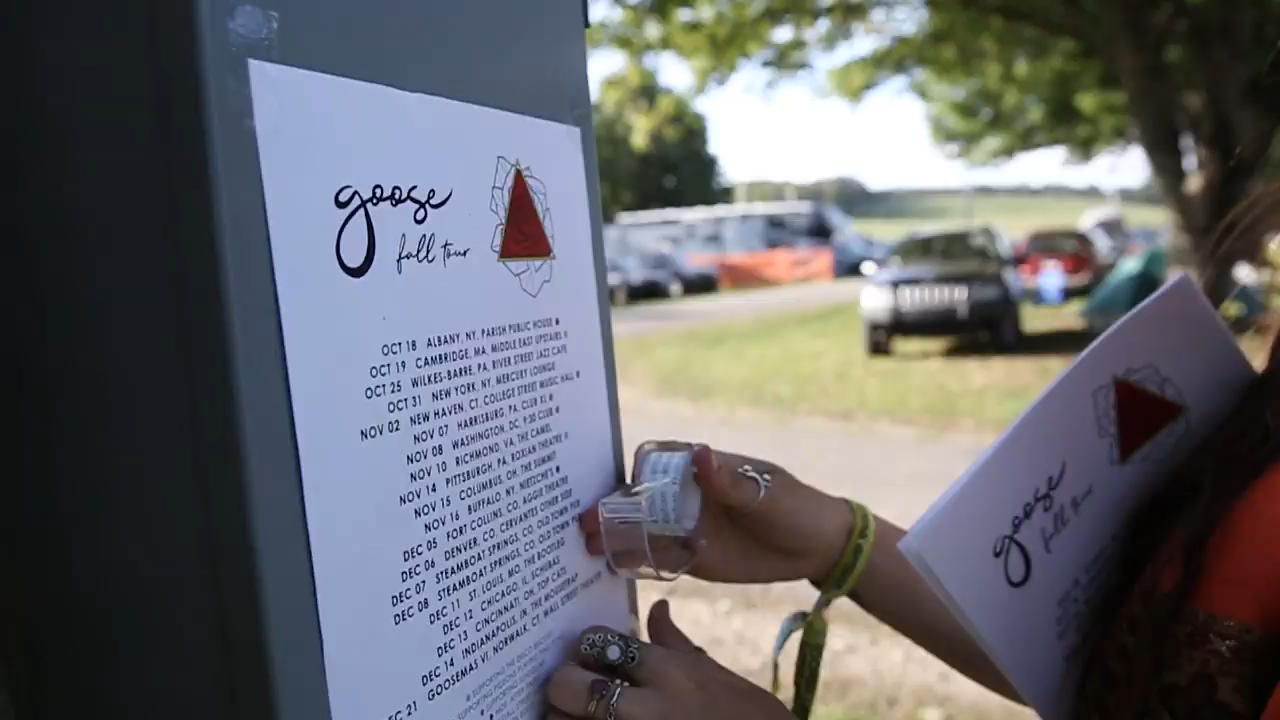 goose
fall tour
OCT 18 ALBANY, NY, PARISH PUBLIC HOUSE
OCT 19 CAMBRIDGE, MA, MIDDLE EAST UPSTAIRS
OCT 25 WILKES-BARRE, PA, RIVER STREET JAZZ CAFE
OCT 31 NEW YORK, NY, MERCURY LOUNGE
NOV 02 NEW HAVEN, CT, COLLEGE STREET MUSIC HALL
NOV 07 HARRISBURG, PA, CLUB XL
NOV 08 WASHINGTON, DC, 9:30 CLUB
NOV 10 RICHMOND, VA, THE CAMEL
NOV 14 PITTSBURGH, PA, ROXIAN THEATRE
NOV 15 COLUMBUS, OH, THE SUMMIT
NOV 16 BUFFALO, NY, NIETZCHE'S
DEC 05 FORT COLLINS, CO, AGGIE THEATRE
DEC 06 DENVER, CO, CERVANTES OTHER SIDE
DEC 07 STEAMBOAT SPRINGS, CO, OLD TOWN PUB
DEC 08 STEAMBOAT SPRINGS, CO, OLD TOWN PUB
DEC 11 ST. LOUIS, MO, THE BOOTLEG
DEC 12 CHICAGO, IL, SCHUBAS
DEC 13 CINCINNATI, OH, TOP CATS
DEC 14 INDIANAPOLIS, IN, THE MOUSETRAP
DEC 21 GOOSEMAS VI, NORWALK, CT, WALL STREET THEATER
SUPPORTING THE DISCO
SUPPORTING PIGEONS
goose
fall tour